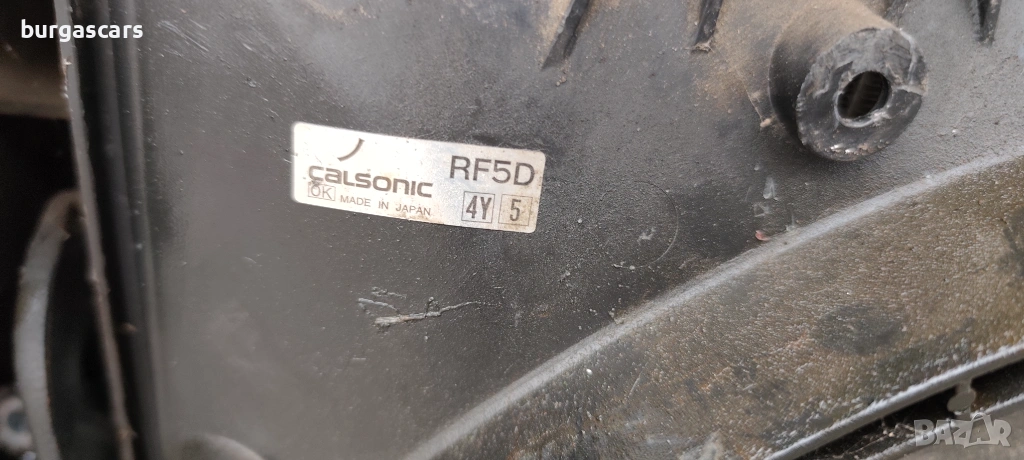 burgascars
CALSONIC
RF5D
OK MADE IN JAPAN
4Y 5
BAZAR